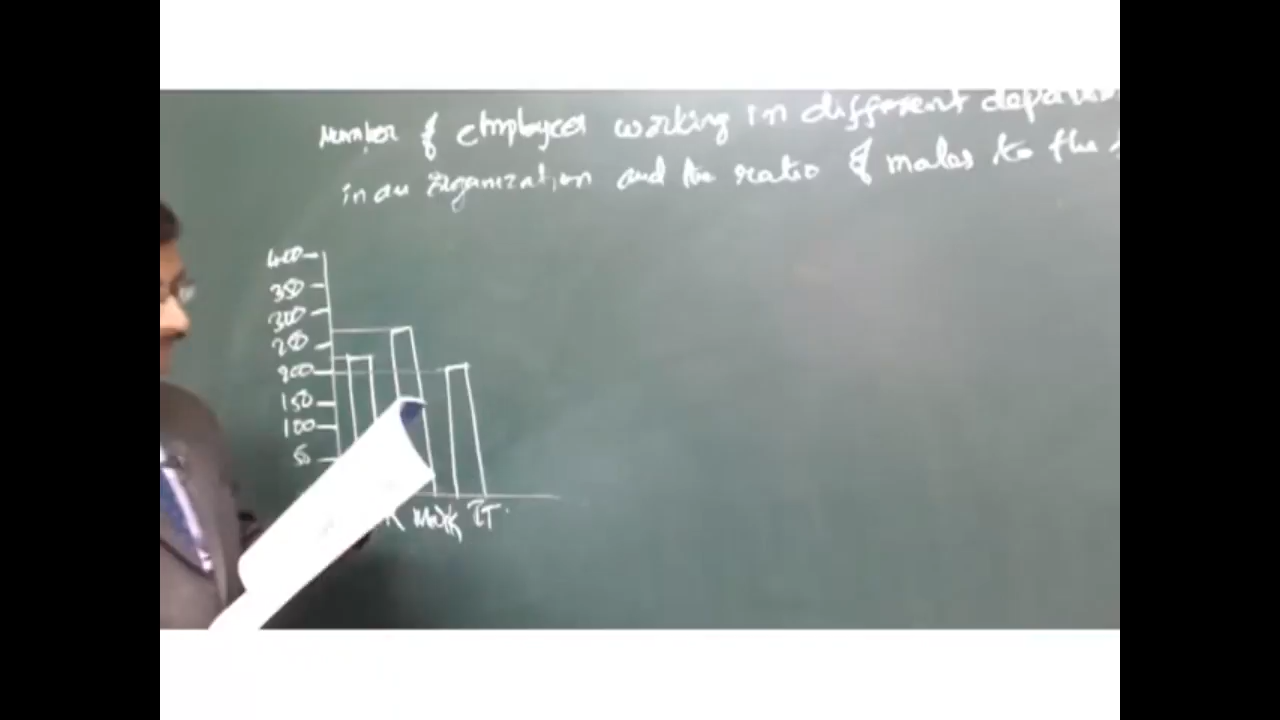 Number of employees working in different
in an organization and the ratio of males to the
400
350
300
250
200
150
100
50
Mark IT